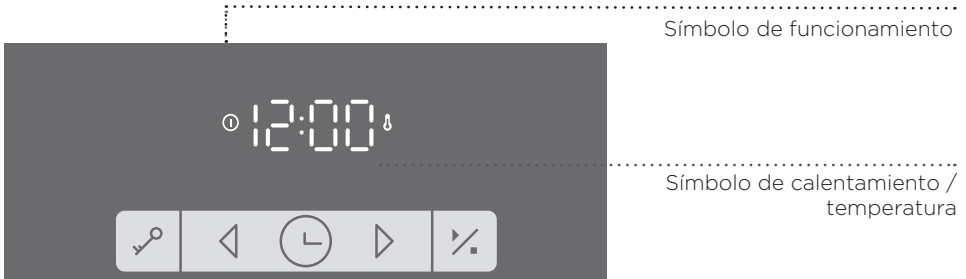 Símbolo de funcionamiento
12:00
Símbolo de calentamiento /
temperatura